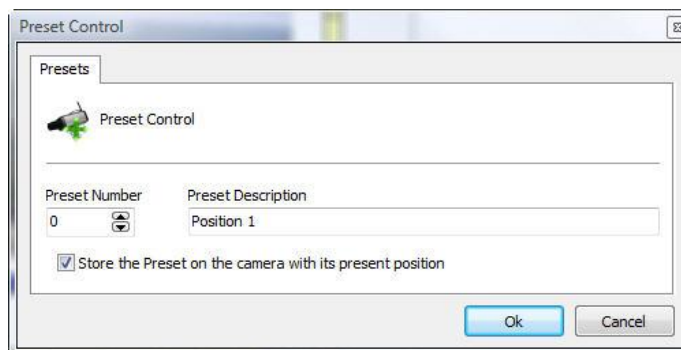 Preset Control
Presets
Preset Control
Preset Number Preset Description
0 Position 1
Store the Preset on the camera with its present position
Ok Cancel